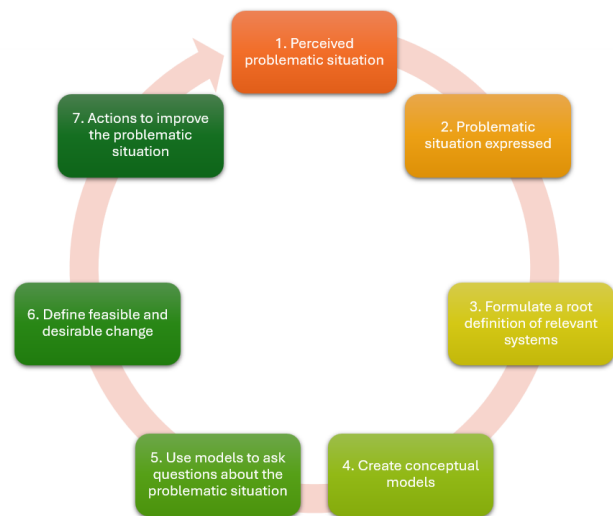 1. Perceived
problematic situation
2. Problematic
situation expressed
3. Formulate a root
definition of relevant
systems
4. Create conceptual
models
5. Use models to ask
questions about the
problematic situation
6. Define feasible and
desirable change
7. Actions to improve
the problematic
situation